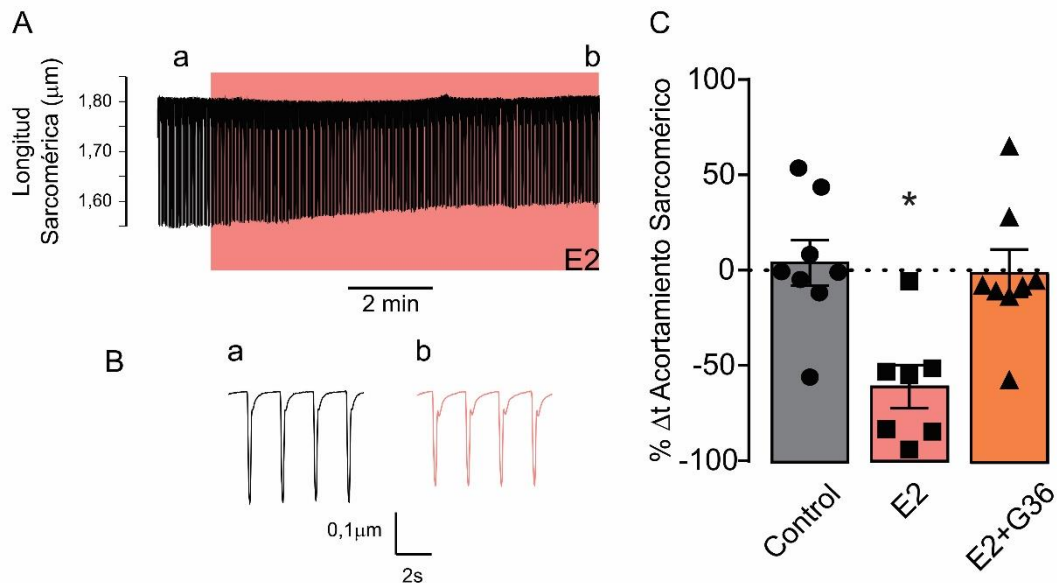 A
a
b
Longitud
Sarcomérica (μm)
1,80
1,70
1,60
E2
2 min
B
a
b
0,1μm
2s
C
% Δt Acortamiento Sarcomérico
100
50
0
-50
-100
*
Control
E2
E2+G36